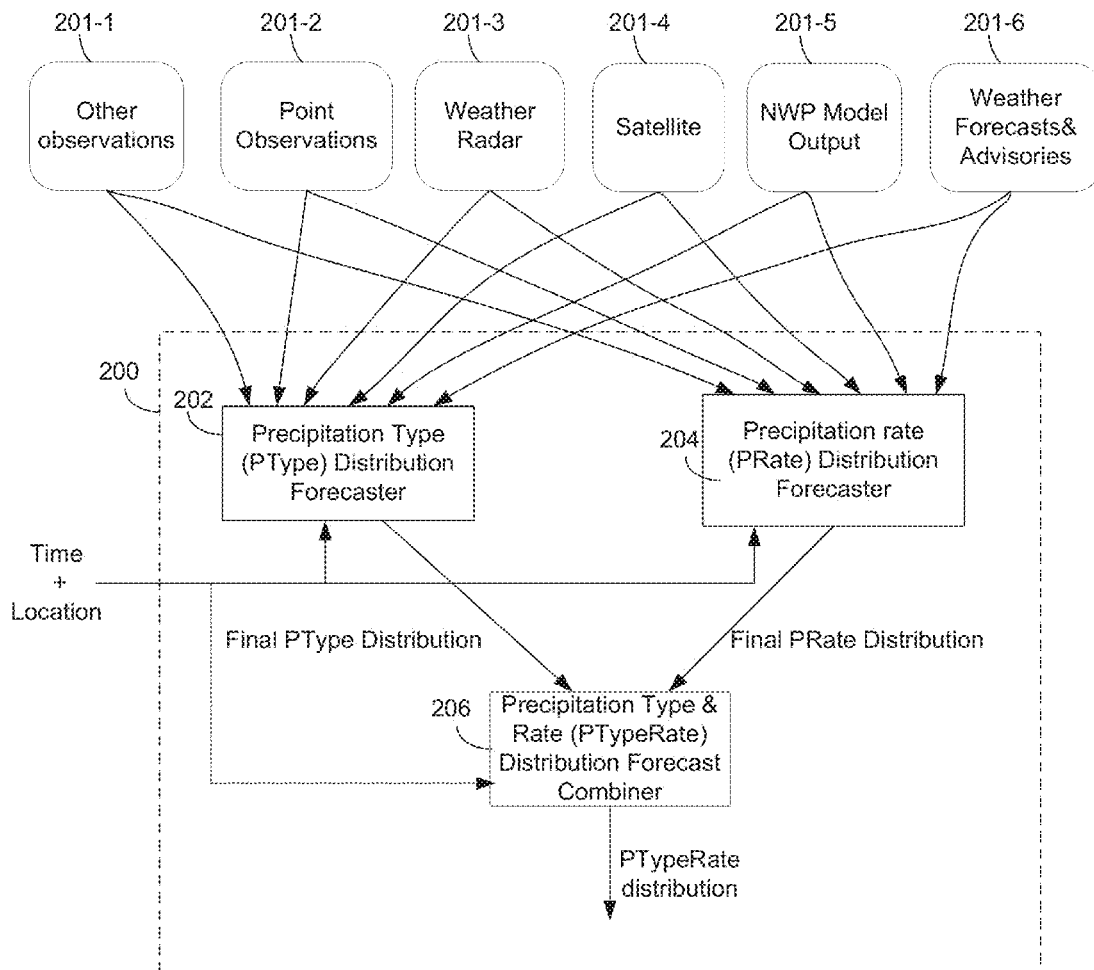 201-1
201-2
201-3
201-4
201-5
201-6
Other
observations
Point
Observations
Weather
Radar
Satellite
NWP Model
Output
Weather
Forecasts&
Advisories
200
202
Precipitation Type
(PType) Distribution
Forecaster
204
Precipitation rate
(PRate) Distribution
Forecaster
Time
+
Location
Final PType Distribution
Final PRate Distribution
206
Precipitation Type &
Rate (PTypeRate)
Distribution Forecast
Combiner
PTypeRate
distribution